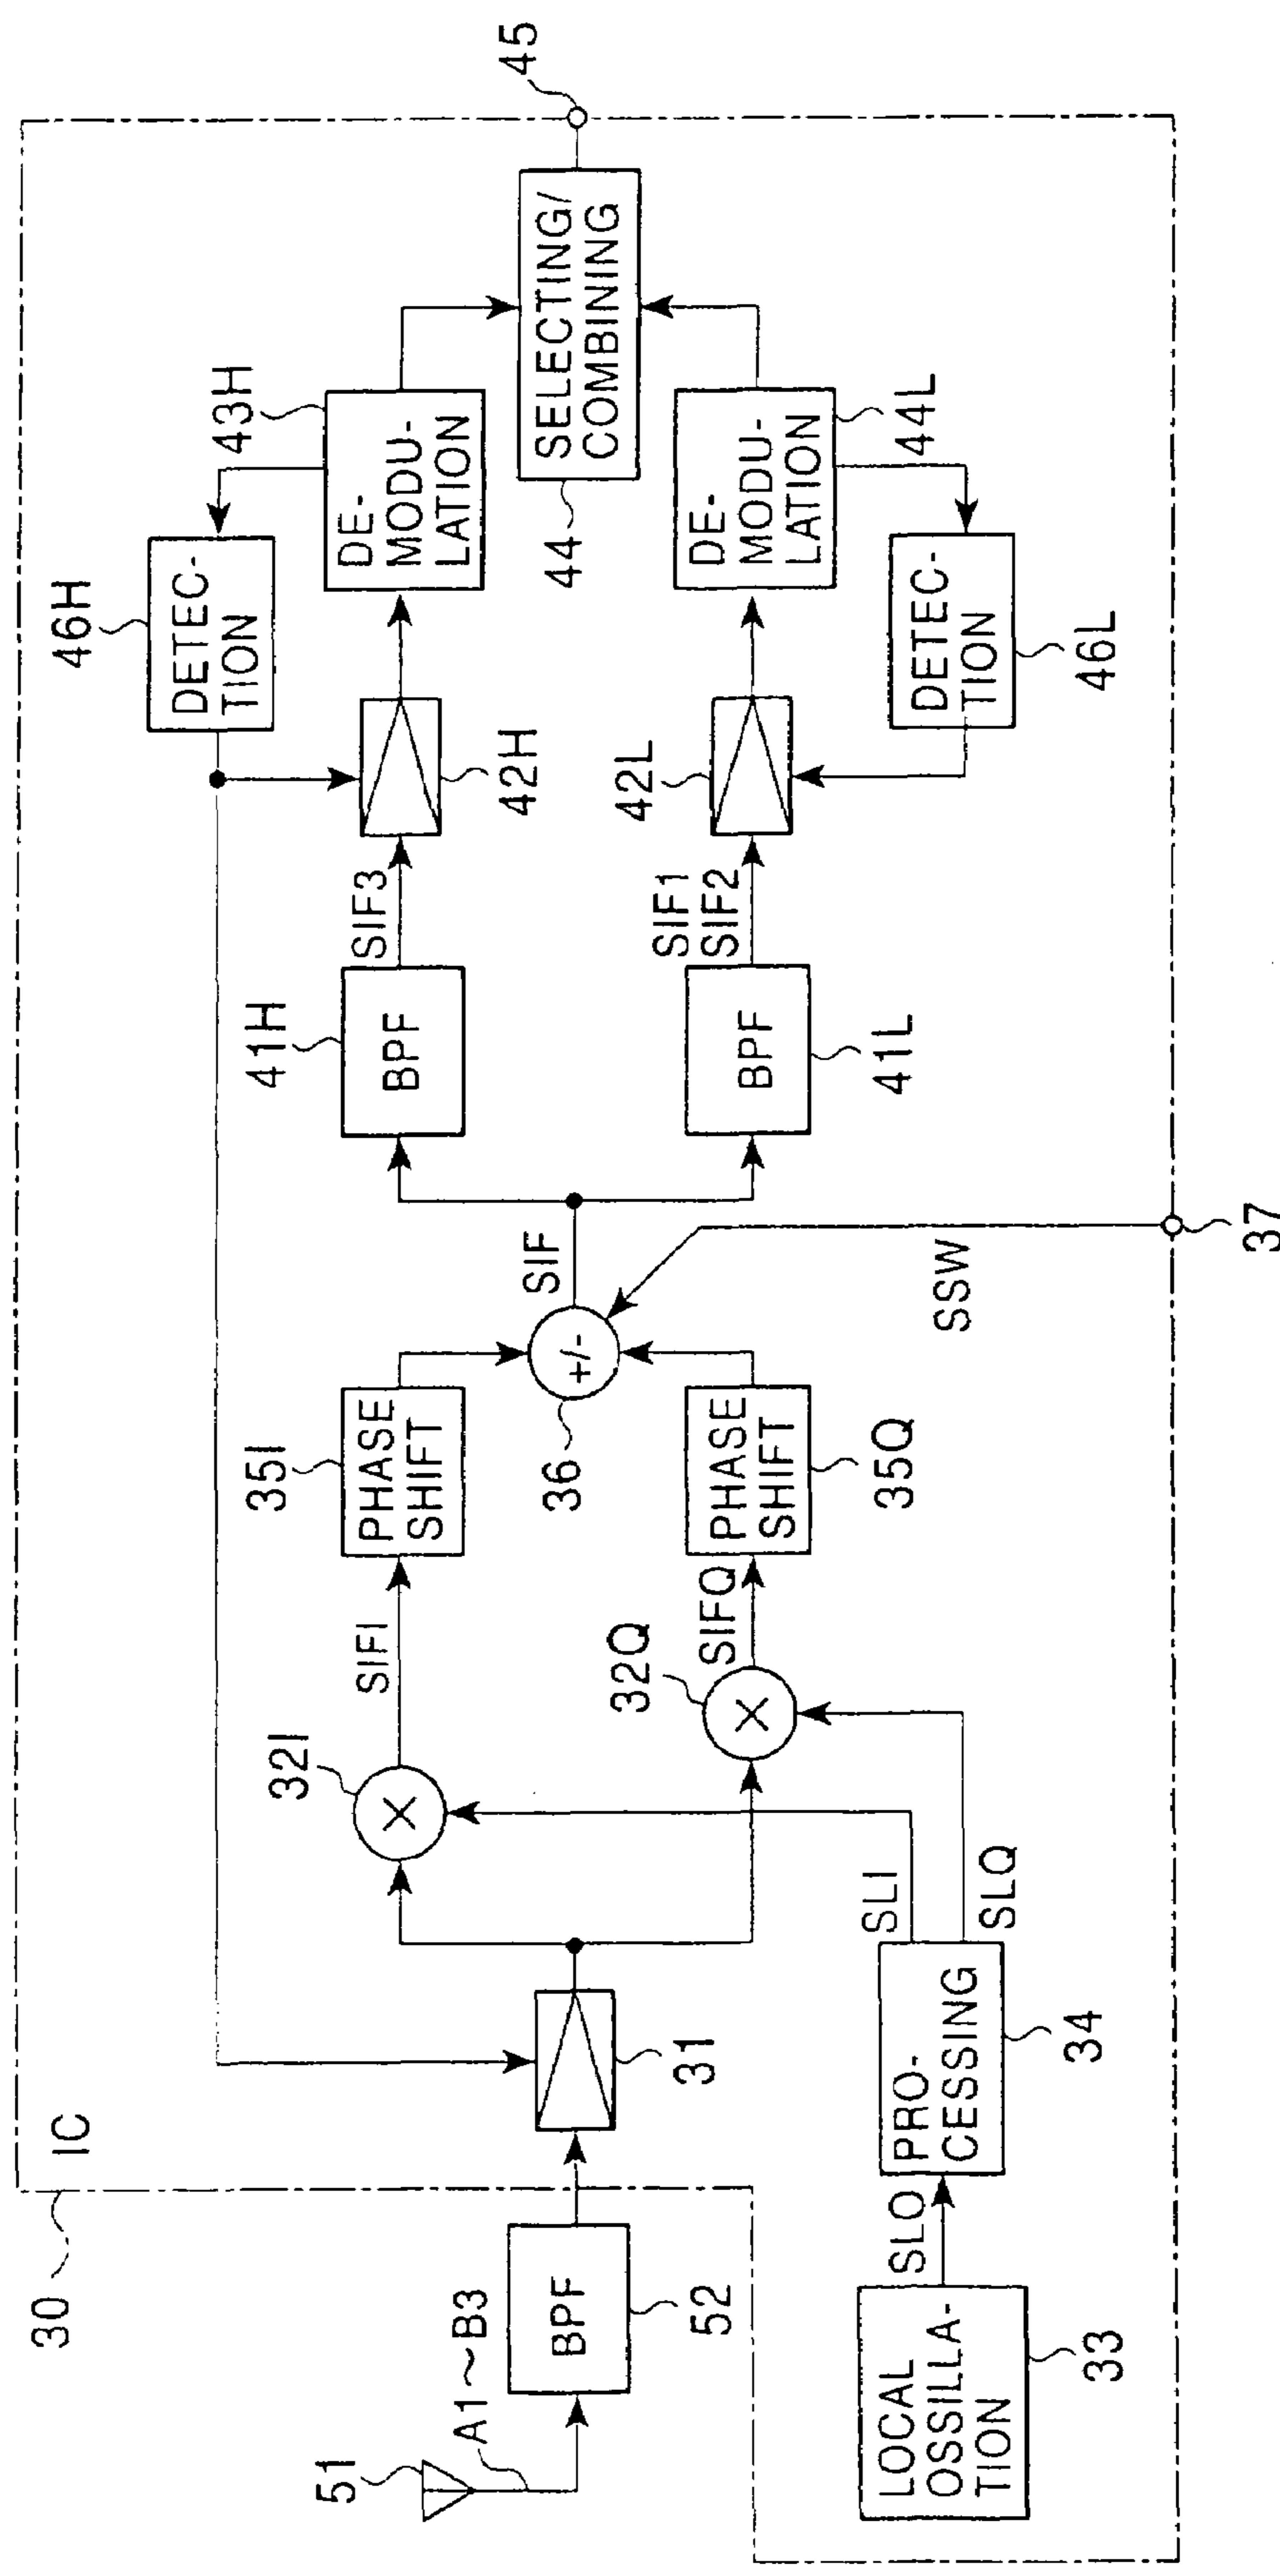 30
IC
51
A1~B3
BPF
52
31
LOCAL
OSSILLA-
TION
33
SLO
PRO-
CESSING
34
SLI
SLQ
32I
32Q
SIFI
SIFQ
35I
PHASE
SHIFT
PHASE
SHIFT
35Q
36
+/-
SIF
SSW
37
41H
BPF
BPF
41L
SIF3
SIF1
SIF2
42H
42L
46H
DETEC-
TION
43H
DE-
MODU-
LATION
DE-
MODU-
LATION
44L
DETEC-
TION
46L
44
SELECTING/
COMBINING
45